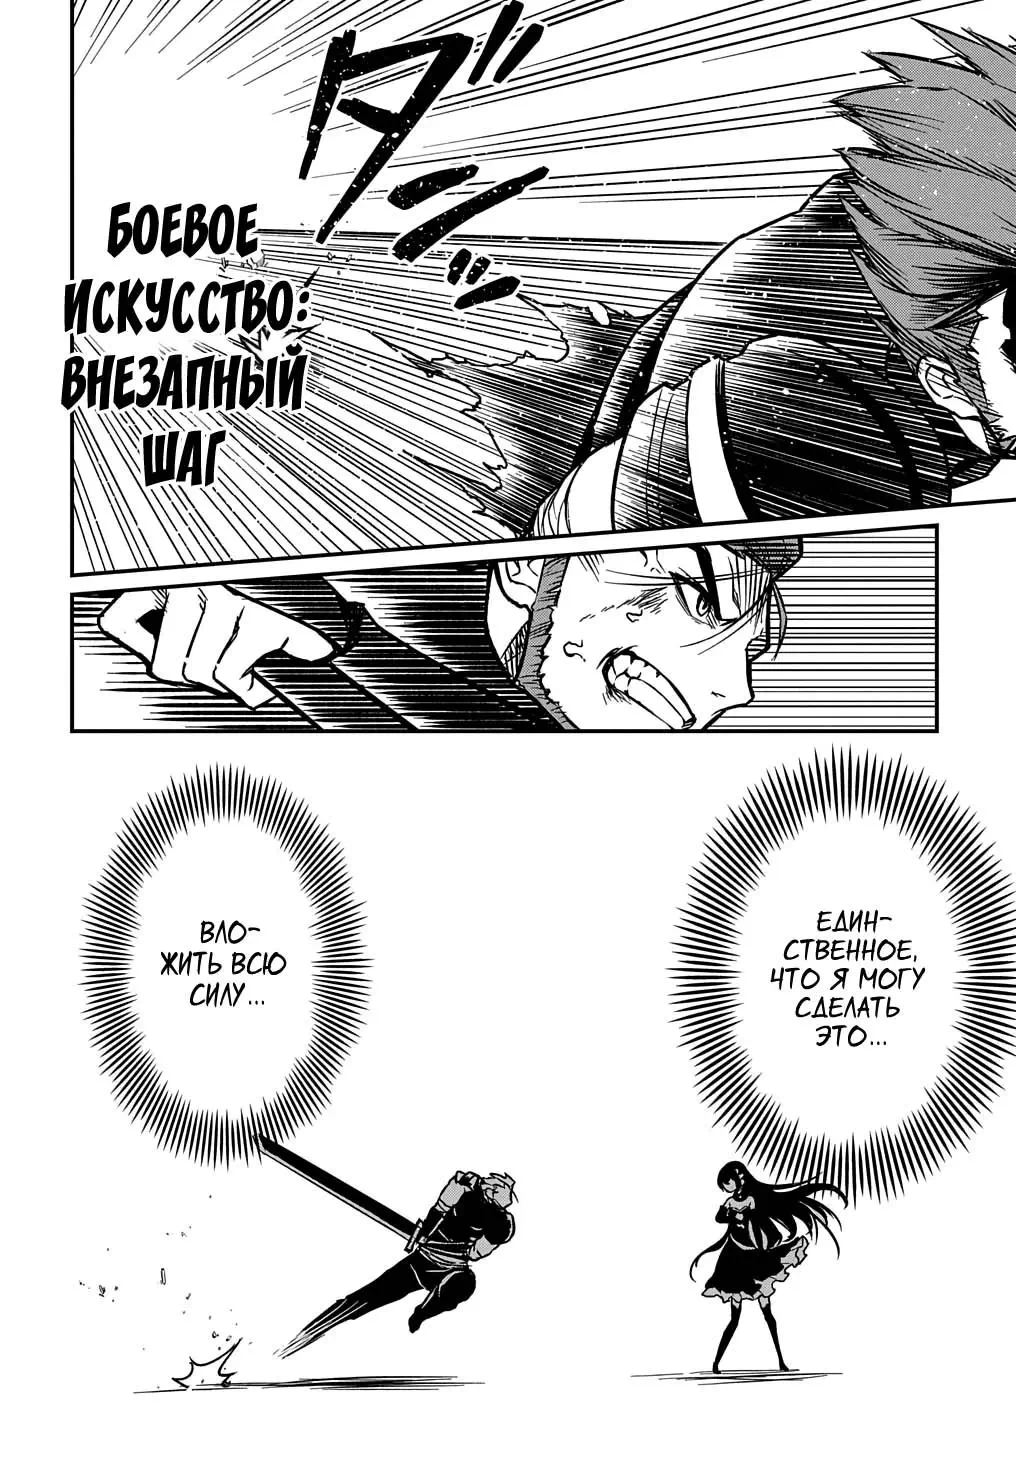 ダッ
БОЕВОЕ
ИСКУССТВО:
ВНЕЗАПНЫЙ
ШАГ
ЕДИН-
СТВЕННОЕ,
ЧТО Я МОГУ
СДЕЛАТЬ
ЭТО...
ВЛО-
ЖИТЬ ВСЮ
СИЛУ...